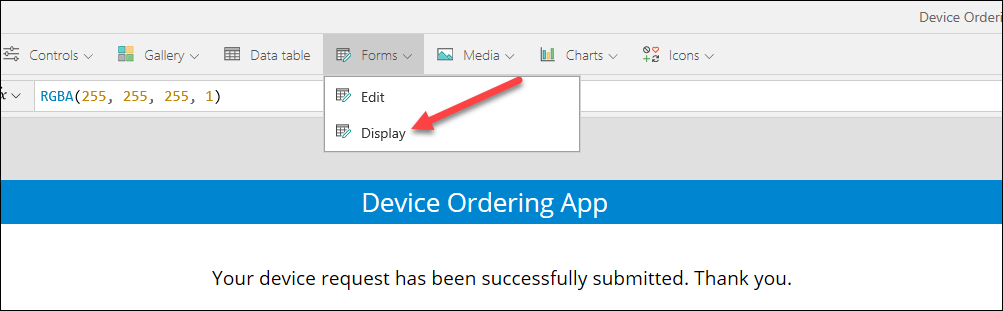 Device Orderi
Controls Gallery Data table Forms Media Charts Icons
x RGBA(255, 255, 255, 1)
Edit
Display
Device Ordering App
Your device request has been successfully submitted. Thank you.